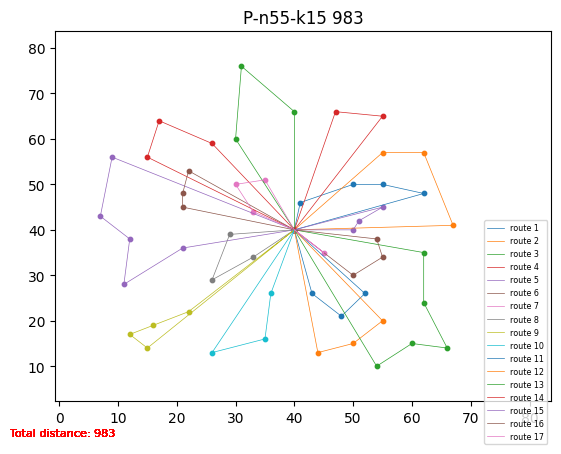 P-n55-k15 983
80
70
60
50
40
30
20
10
0 10 20 30 40 50 60 70 80
route 1
route 2
route 3
route 4
route 5
route 6
route 7
route 8
route 9
route 10
route 11
route 12
route 13
route 14
route 15
route 16
route 17
Total distance: 983